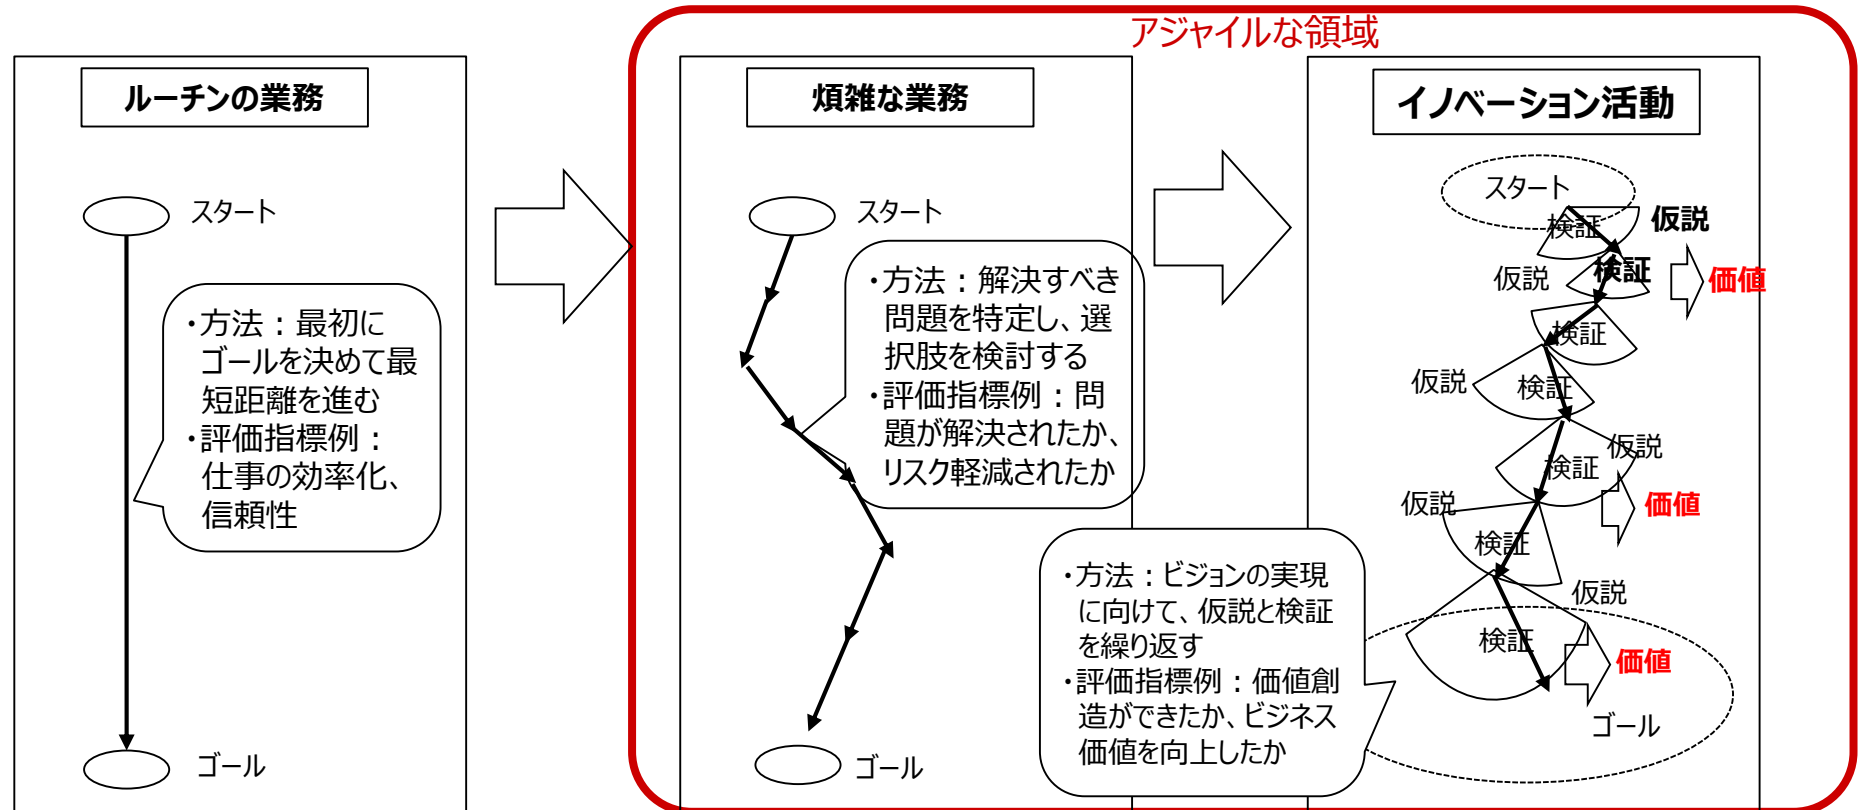 アジャイルな領域
ルーチンの業務
スタート
・方法：最初に
ゴールを決めて最
短距離を進む
・評価指標例：
仕事の効率化、
信頼性
ゴール
煩雑な業務
スタート
・方法：解決すべき
問題を特定し、選
択肢を検討する
・評価指標例：問
題が解決されたか、
リスク軽減されたか
ゴール
イノベーション活動
スタート
検証
仮説
仮説
検証
価値
検証
仮説
検証
仮説
検証
仮説
価値
検証
仮説
検証
価値
ゴール
・方法：ビジョンの実現
に向けて、仮説と検証
を繰り返す
・評価指標例：価値創
造ができたか、ビジネス
価値を向上したか